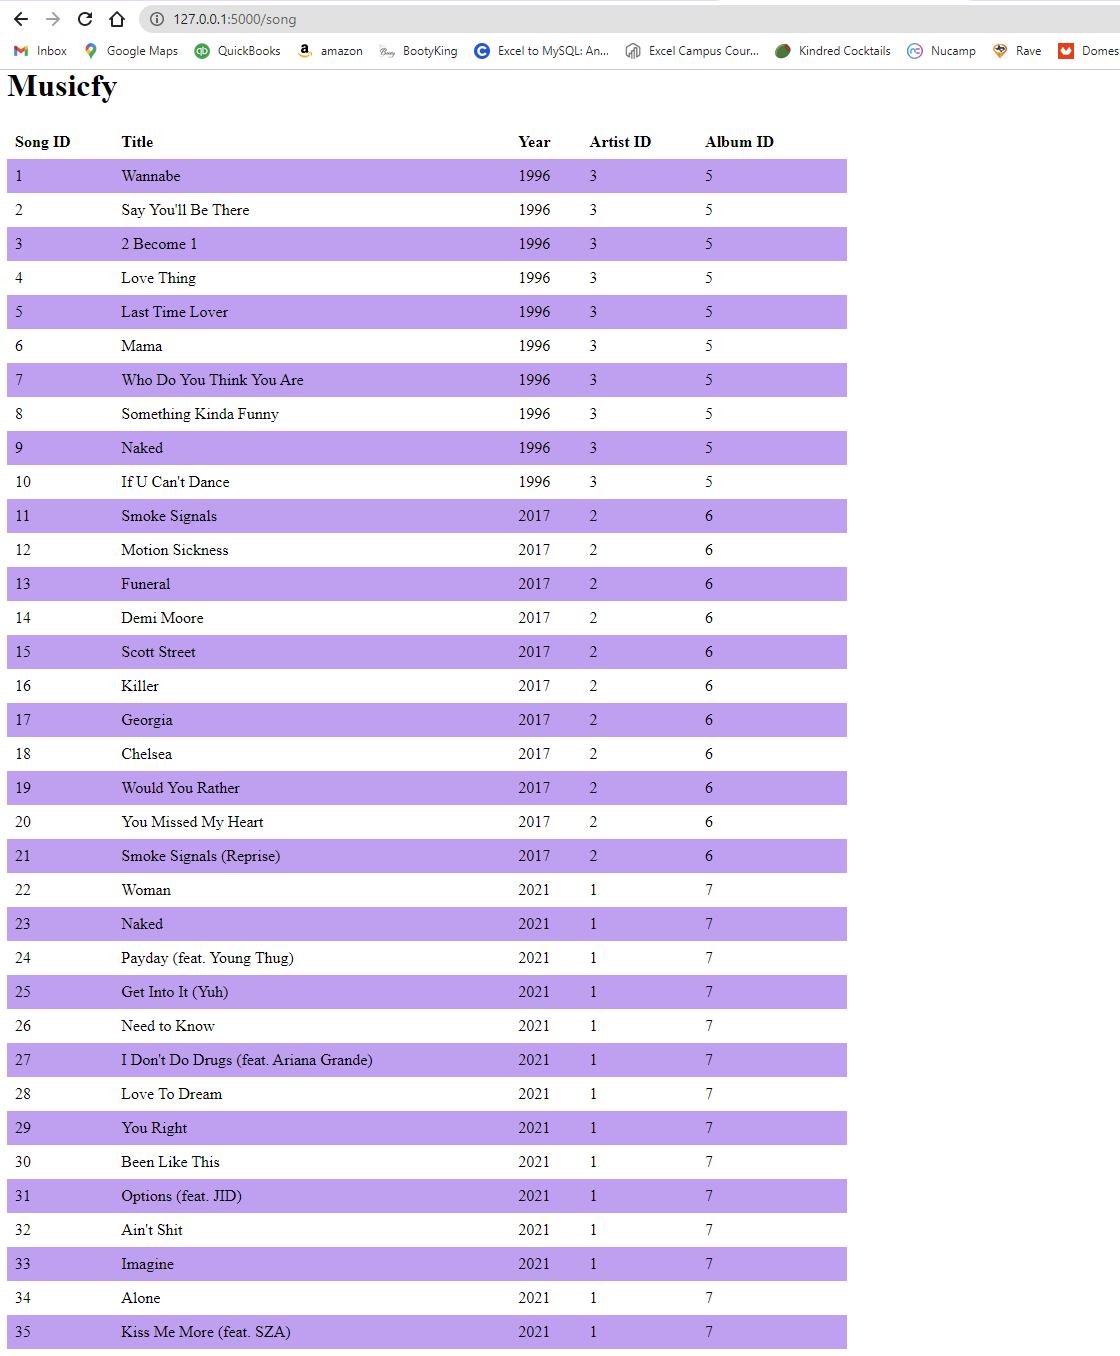 127.0.0.1:5000/song
Inbox Google Maps QuickBooks amazon BootyKing Excel to MySQL: An... Excel Campus Cour... Kindred Cocktails Nucamp Rave Domes
Musicfy
Song ID Title Year Artist ID Album ID
1 Wannabe 1996 3 5
2 Say You'll Be There 1996 3 5
3 2 Become 1 1996 3 5
4 Love Thing 1996 3 5
5 Last Time Lover 1996 3 5
6 Mama 1996 3 5
7 Who Do You Think You Are 1996 3 5
8 Something Kinda Funny 1996 3 5
9 Naked 1996 3 5
10 If U Can't Dance 1996 3 5
11 Smoke Signals 2017 2 6
12 Motion Sickness 2017 2 6
13 Funeral 2017 2 6
14 Demi Moore 2017 2 6
15 Scott Street 2017 2 6
16 Killer 2017 2 6
17 Georgia 2017 2 6
18 Chelsea 2017 2 6
19 Would You Rather 2017 2 6
20 You Missed My Heart 2017 2 6
21 Smoke Signals (Reprise) 2017 2 6
22 Woman 2021 1 7
23 Naked 2021 1 7
24 Payday (feat. Young Thug) 2021 1 7
25 Get Into It (Yuh) 2021 1 7
26 Need to Know 2021 1 7
27 I Don't Do Drugs (feat. Ariana Grande) 2021 1 7
28 Love To Dream 2021 1 7
29 You Right 2021 1 7
30 Been Like This 2021 1 7
31 Options (feat. JID) 2021 1 7
32 Ain't Shit 2021 1 7
33 Imagine 2021 1 7
34 Alone 2021 1 7
35 Kiss Me More (feat. SZA) 2021 1 7